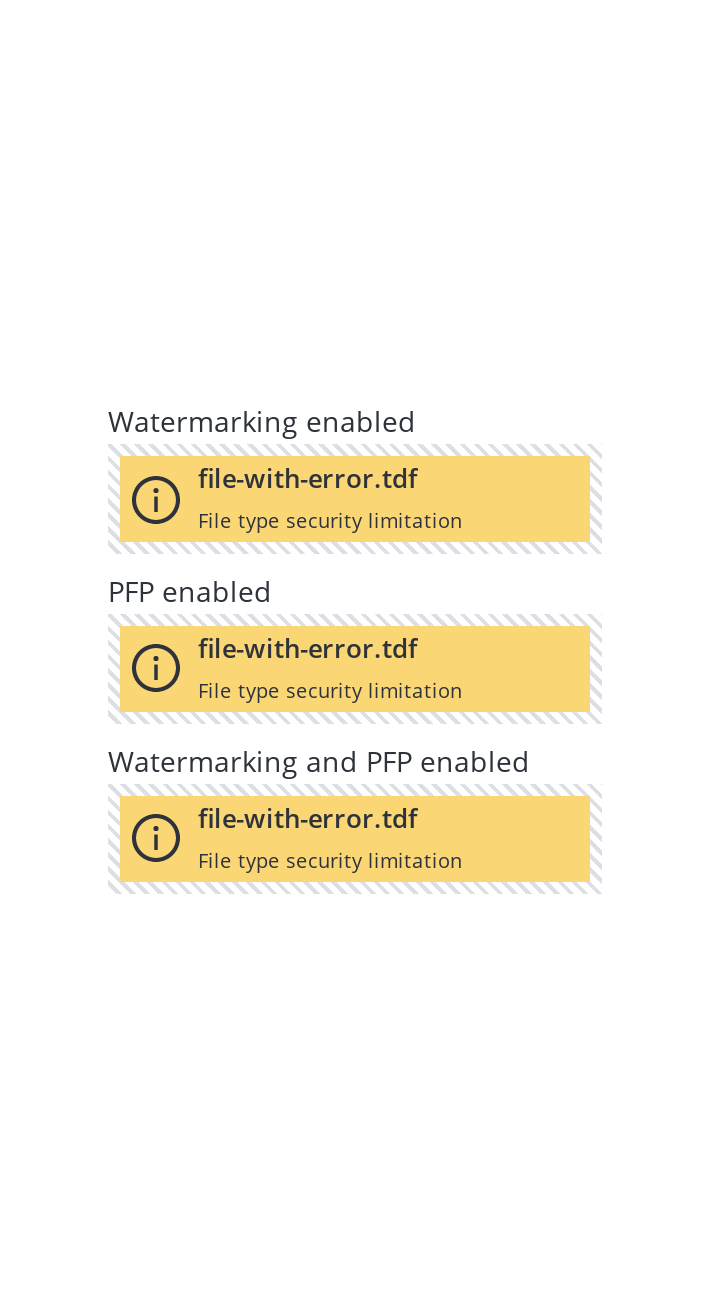 Watermarking enabled
file-with-error.tdf
File type security limitation
PFP enabled
file-with-error.tdf
File type security limitation
Watermarking and PFP enabled
file-with-error.tdf
File type security limitation